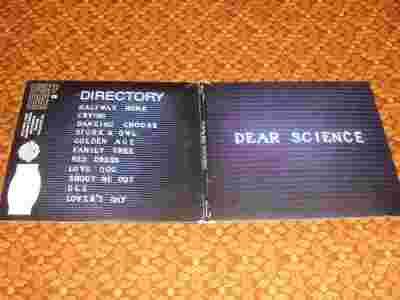 DIRECTORY
HALFWAY HOME
CRYING
DANCING CHOOSE
STORK & OWL
GOLDEN AGE
FAMILY TREE
RED DRESS
LOVE DOG
SHOUT ME OUT
DLZ
LOVER'S DAY
DEAR SCIENCE